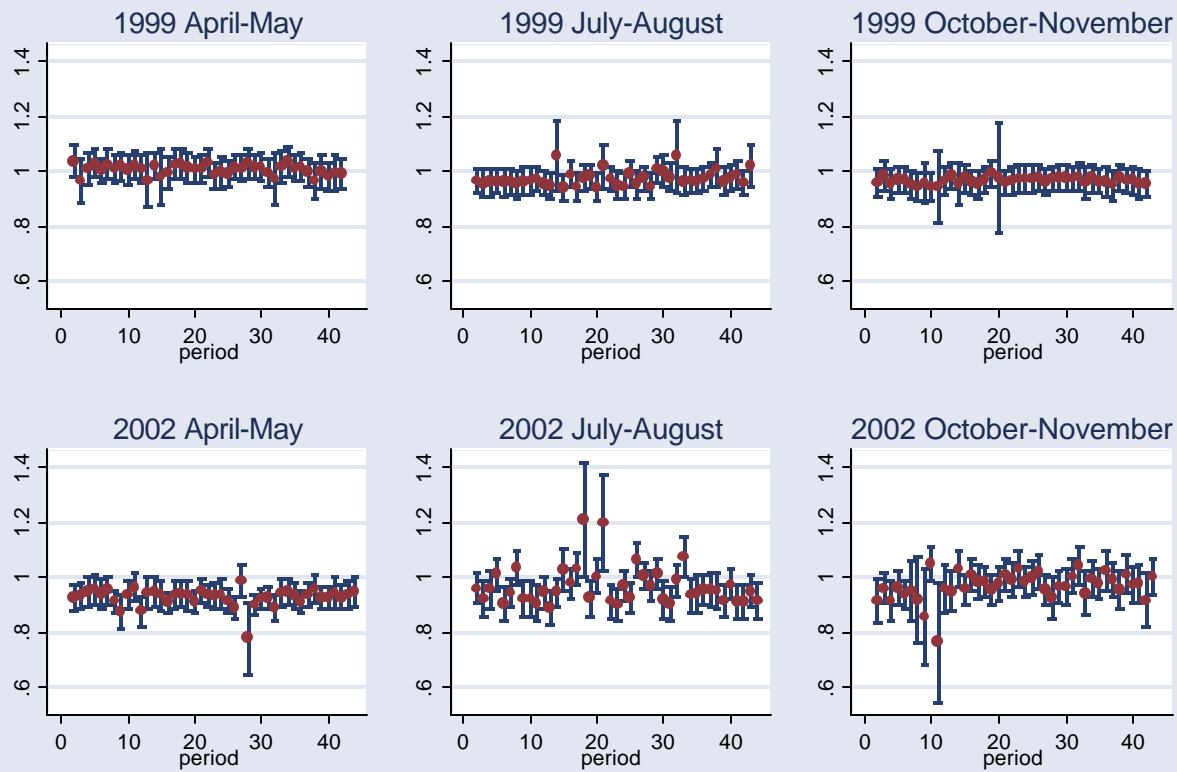 1999 April-May 1999 July-August 1999 October-November
1.4 1.4 1.4
1.2 1.2 1.2
1 1 1
.8 .8 .8
.6 .6 .6
0 10 20 30 40 0 10 20 30 40 0 10 20 30 40
period period period
2002 April-May 2002 July-August 2002 October-November
1.4 1.4 1.4
1.2 1.2 1.2
1 1 1
.8 .8 .8
.6 .6 .6
0 10 20 30 40 0 10 20 30 40 0 10 20 30 40
period period period